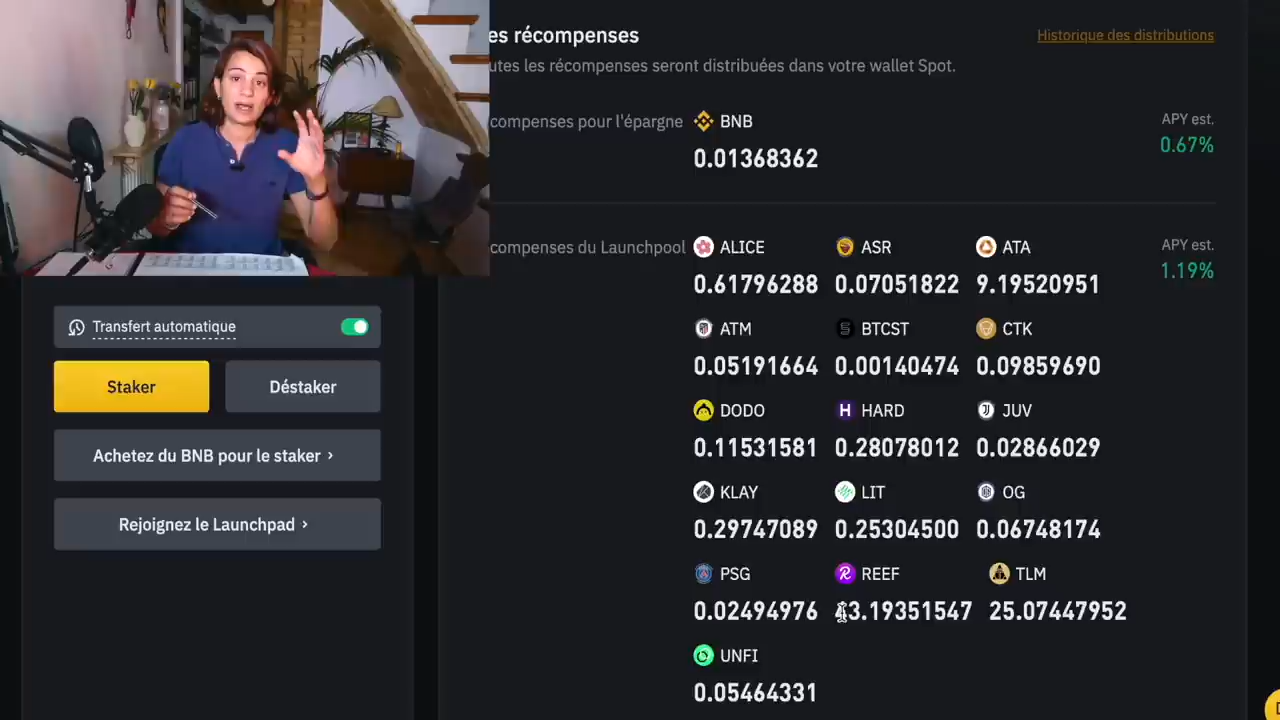 es récompenses
Historique des distributions
utes les récompenses seront distribuées dans votre wallet Spot.
compenses pour l'épargne
BNB
APY est.
0.01368362
0.67%
compenses du Launchpool
ALICE ASR ATA
APY est.
0.61796288 0.07051822 9.19520951
1.19%
ATM BTCST CTK
0.05191664 0.00140474 0.09859690
DODO HARD JUV
0.11531581 0.28078012 0.02866029
KLAY LIT OG
0.29747089 0.25304500 0.06748174
PSG REEF TLM
0.02494976 43.19351547 25.07447952
UNFI
0.05464331
Transfert automatique
Staker
Déstaker
Achetez du BNB pour le staker ›
Rejoignez le Launchpad ›